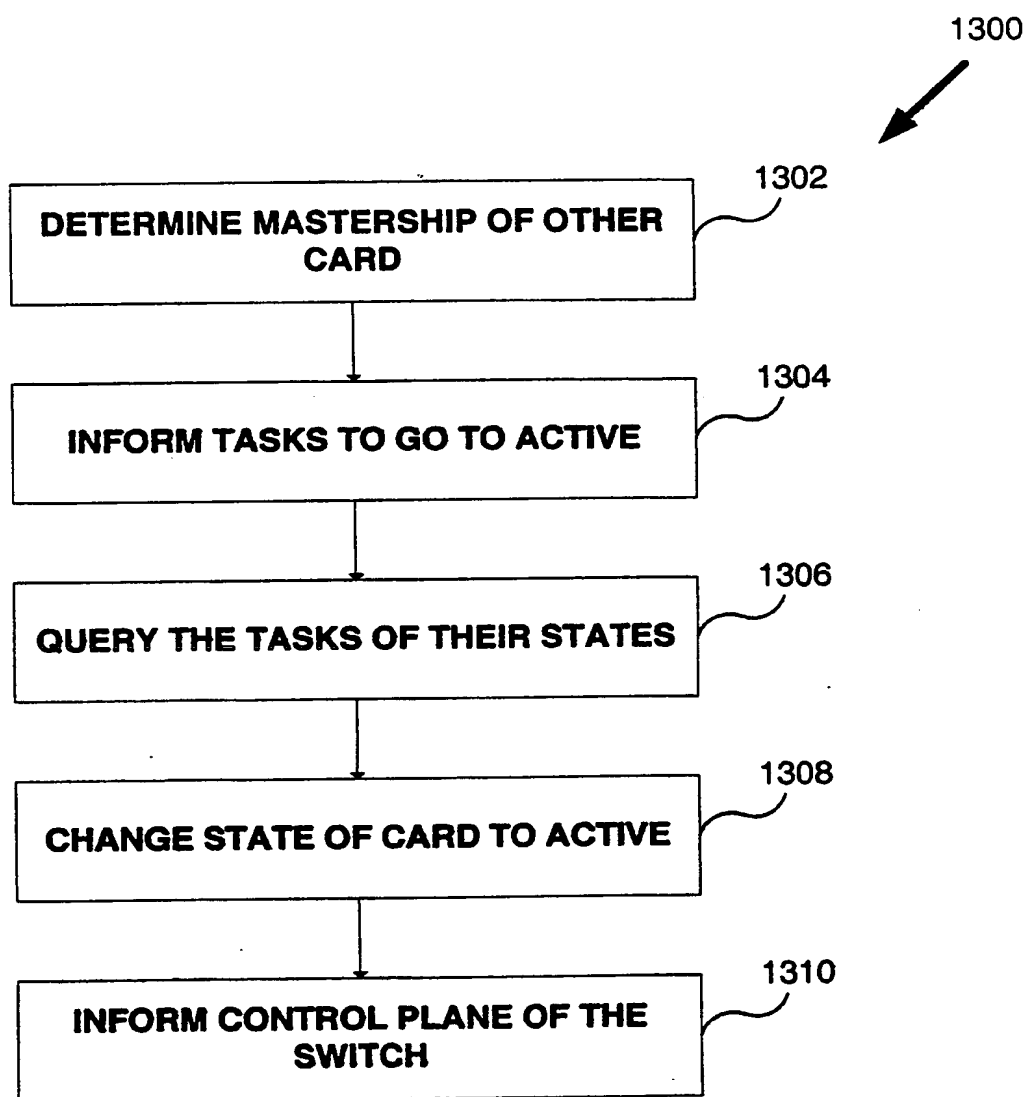 1300
1302
DETERMINE MASTERSHIP OF OTHER
CARD
1304
INFORM TASKS TO GO TO ACTIVE
1306
QUERY THE TASKS OF THEIR STATES
1308
CHANGE STATE OF CARD TO ACTIVE
1310
INFORM CONTROL PLANE OF THE
SWITCH